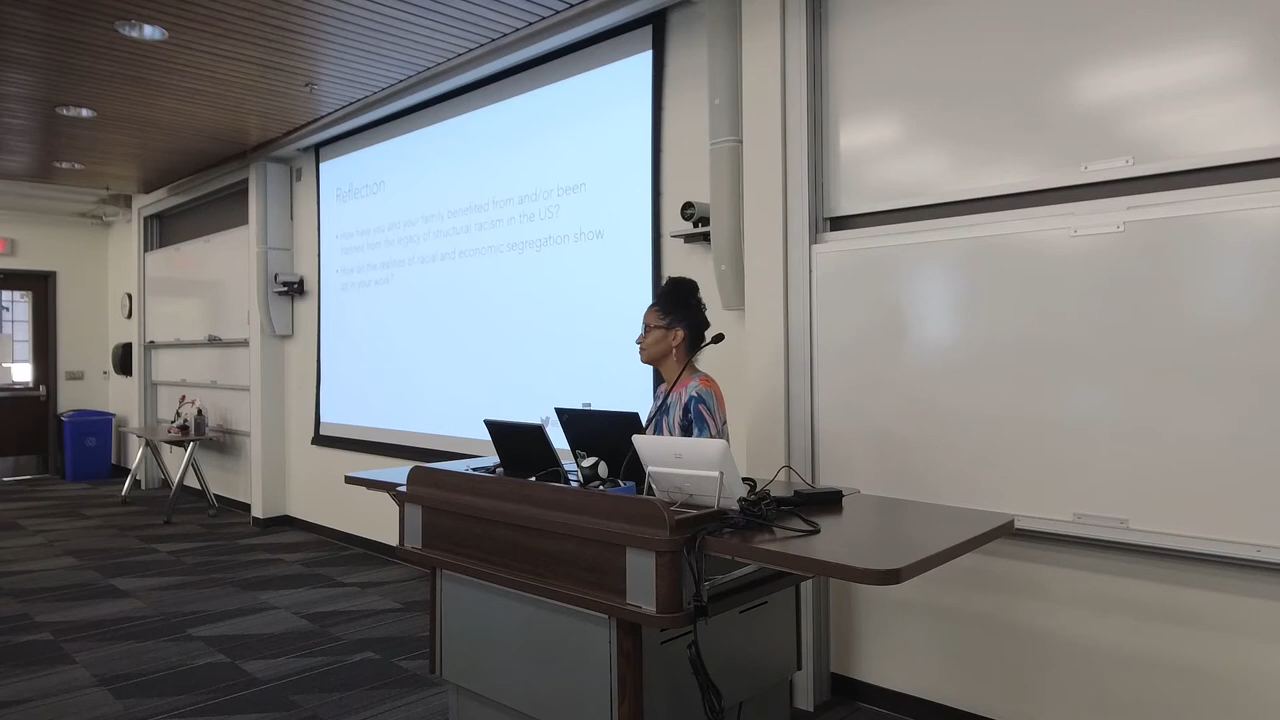 Reflection
• How have you and your family benefited from and/or been
harmed from the legacy of structural racism in the US?
• How do the realities of racial and economic segregation show
up in your work?